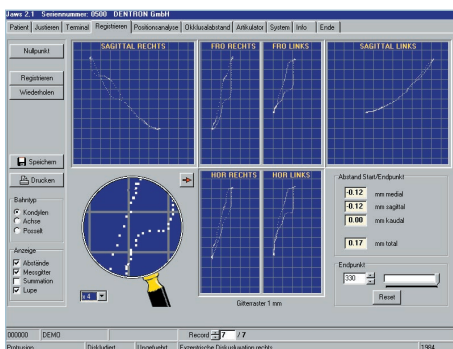 Jaws 2.1 Seriennummer: 0500 DENTRON GmbH
Patient Justieren Terminal Registrieren Positionsanalyse Okklusalabstand Artikulator System Info Ende
Nullpunkt
Registrieren
Wiederholen
Speichern
Drucken
Bahntyp
Kondylen
Achse
Posselt
Anzeige
Abstände
Messgitter
Summation
Lupe
SAGITTAL RECHTS
FRO RECHTS
FRO LINKS
SAGITTAL LINKS
HOR RECHTS
HOR LINKS
x 4
Gitterraster 1 mm
Abstand Start/Endpunkt
-0.12 mm medial
-0.12 mm sagittal
0.00 mm kaudal
0.17 mm total
Endpunkt
330
Reset
000000 DEMO Record 7 / 7
Protrusion Diskludiert Ungefuehrt Exzentrische Diskusluxation rechts 1984